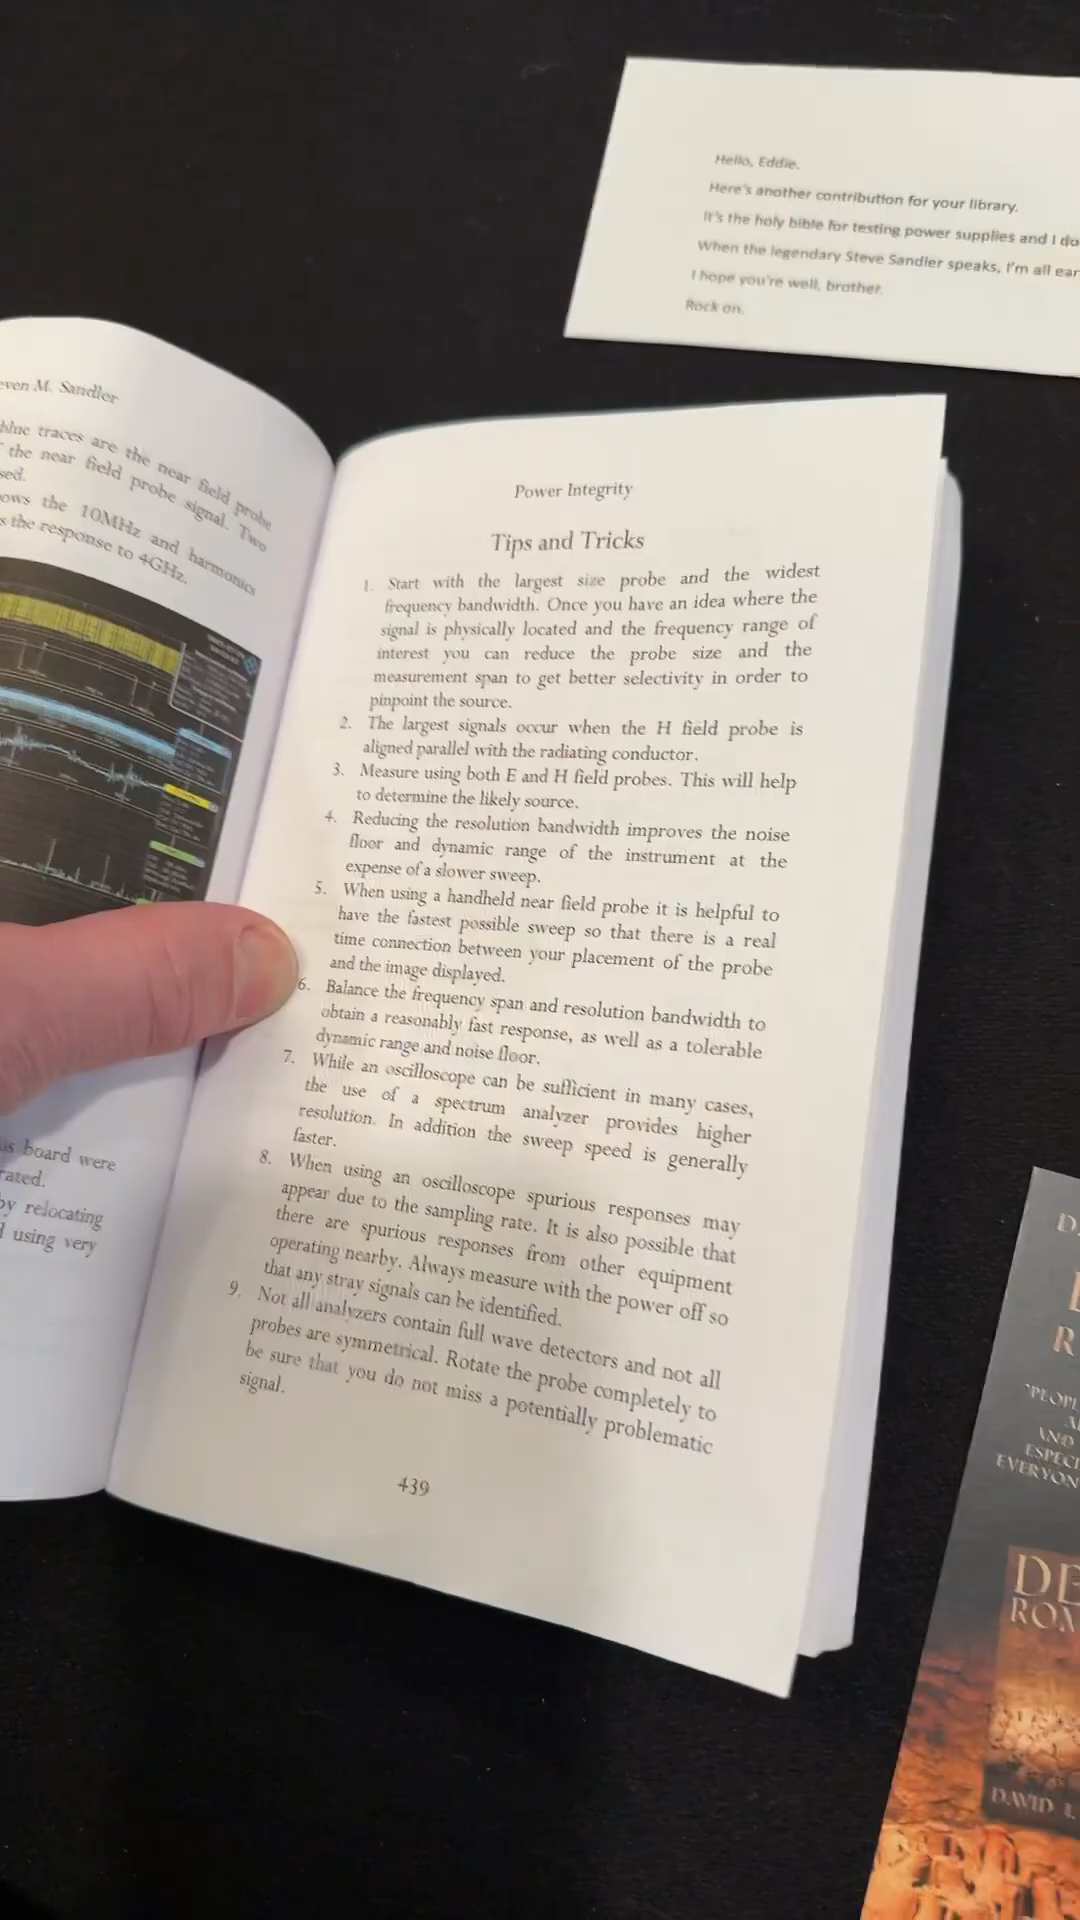 Hello, Eddie.
Here's another contribution for your library.
It's the holy bible for testing power supplies and I do
When the legendary Steve Sandler speaks, I'm all ear
I hope you're well, brother.
Rock on.
even M. Sandler
blue traces are the near field probe
the near field probe signal. Two
sed.
ows the 10MHz and harmonics
s the response to 4GHz.
is board were
rated.
by relocating
d using very
Power Integrity
Tips and Tricks
1. Start with the largest size probe and the widest
frequency bandwidth. Once you have an idea where the
signal is physically located and the frequency range of
interest you can reduce the probe size and the
measurement span to get better selectivity in order to
pinpoint the source.
2. The largest signals occur when the H field probe is
aligned parallel with the radiating conductor.
3. Measure using both E and H field probes. This will help
to determine the likely source.
4. Reducing the resolution bandwidth improves the noise
floor and dynamic range of the instrument at the
expense of a slower sweep.
5. When using a handheld near field probe it is helpful to
have the fastest possible sweep so that there is a real
time connection between your placement of the probe
and the image displayed.
6. Balance the frequency span and resolution bandwidth to
obtain a reasonably fast response, as well as a tolerable
dynamic range and noise floor.
7. While an oscilloscope can be sufficient in many cases,
the use of a spectrum analyzer provides higher
resolution. In addition the sweep speed is generally
faster.
8. When using an oscilloscope spurious responses may
appear due to the sampling rate. It is also possible that
there are spurious responses from other equipment
operating nearby. Always measure with the power off so
that any stray signals can be identified.
9. Not all analyzers contain full wave detectors and not all
probes are symmetrical. Rotate the probe completely to
be sure that you do not miss a potentially problematic
signal.
439
D
R
"PEOPL
A
AND
ESPECI
EVERYON
DE
ROM
DAVID L